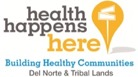 health
happens
here
Building Healthy Communities
Del Norte & Tribal Lands